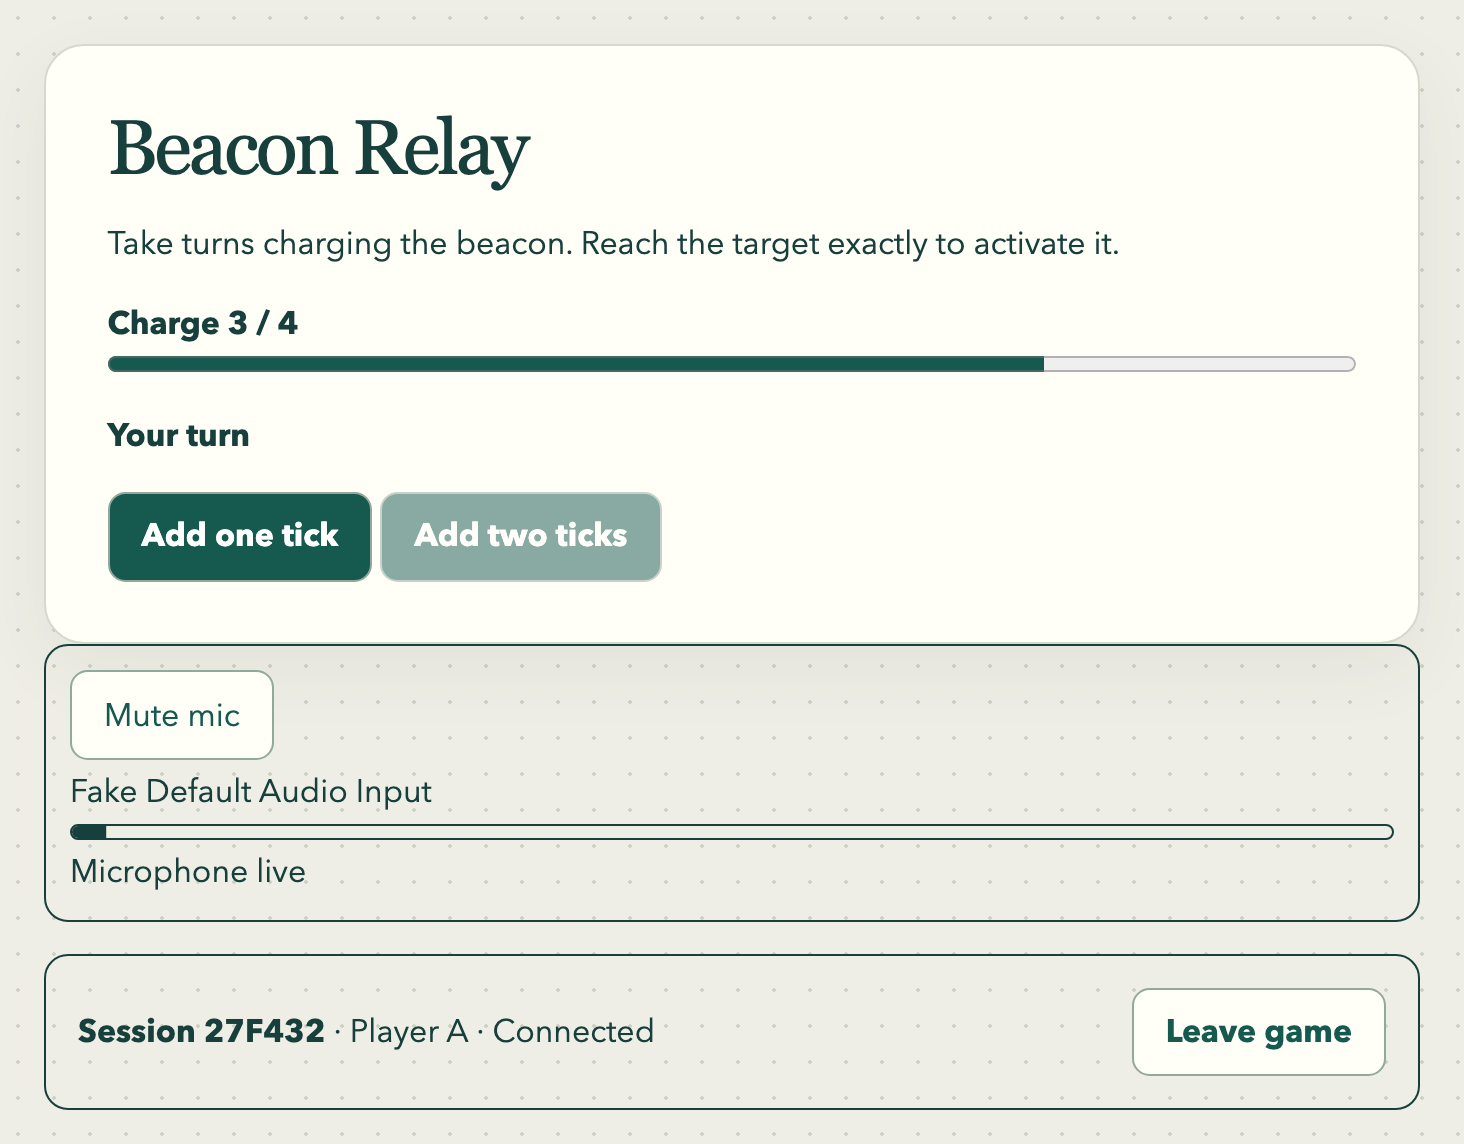 Beacon Relay
Take turns charging the beacon. Reach the target exactly to activate it.
Charge 3 / 4
Your turn
Add one tick Add two ticks
Mute mic
Fake Default Audio Input
Microphone live
Session 27F432 · Player A · Connected Leave game